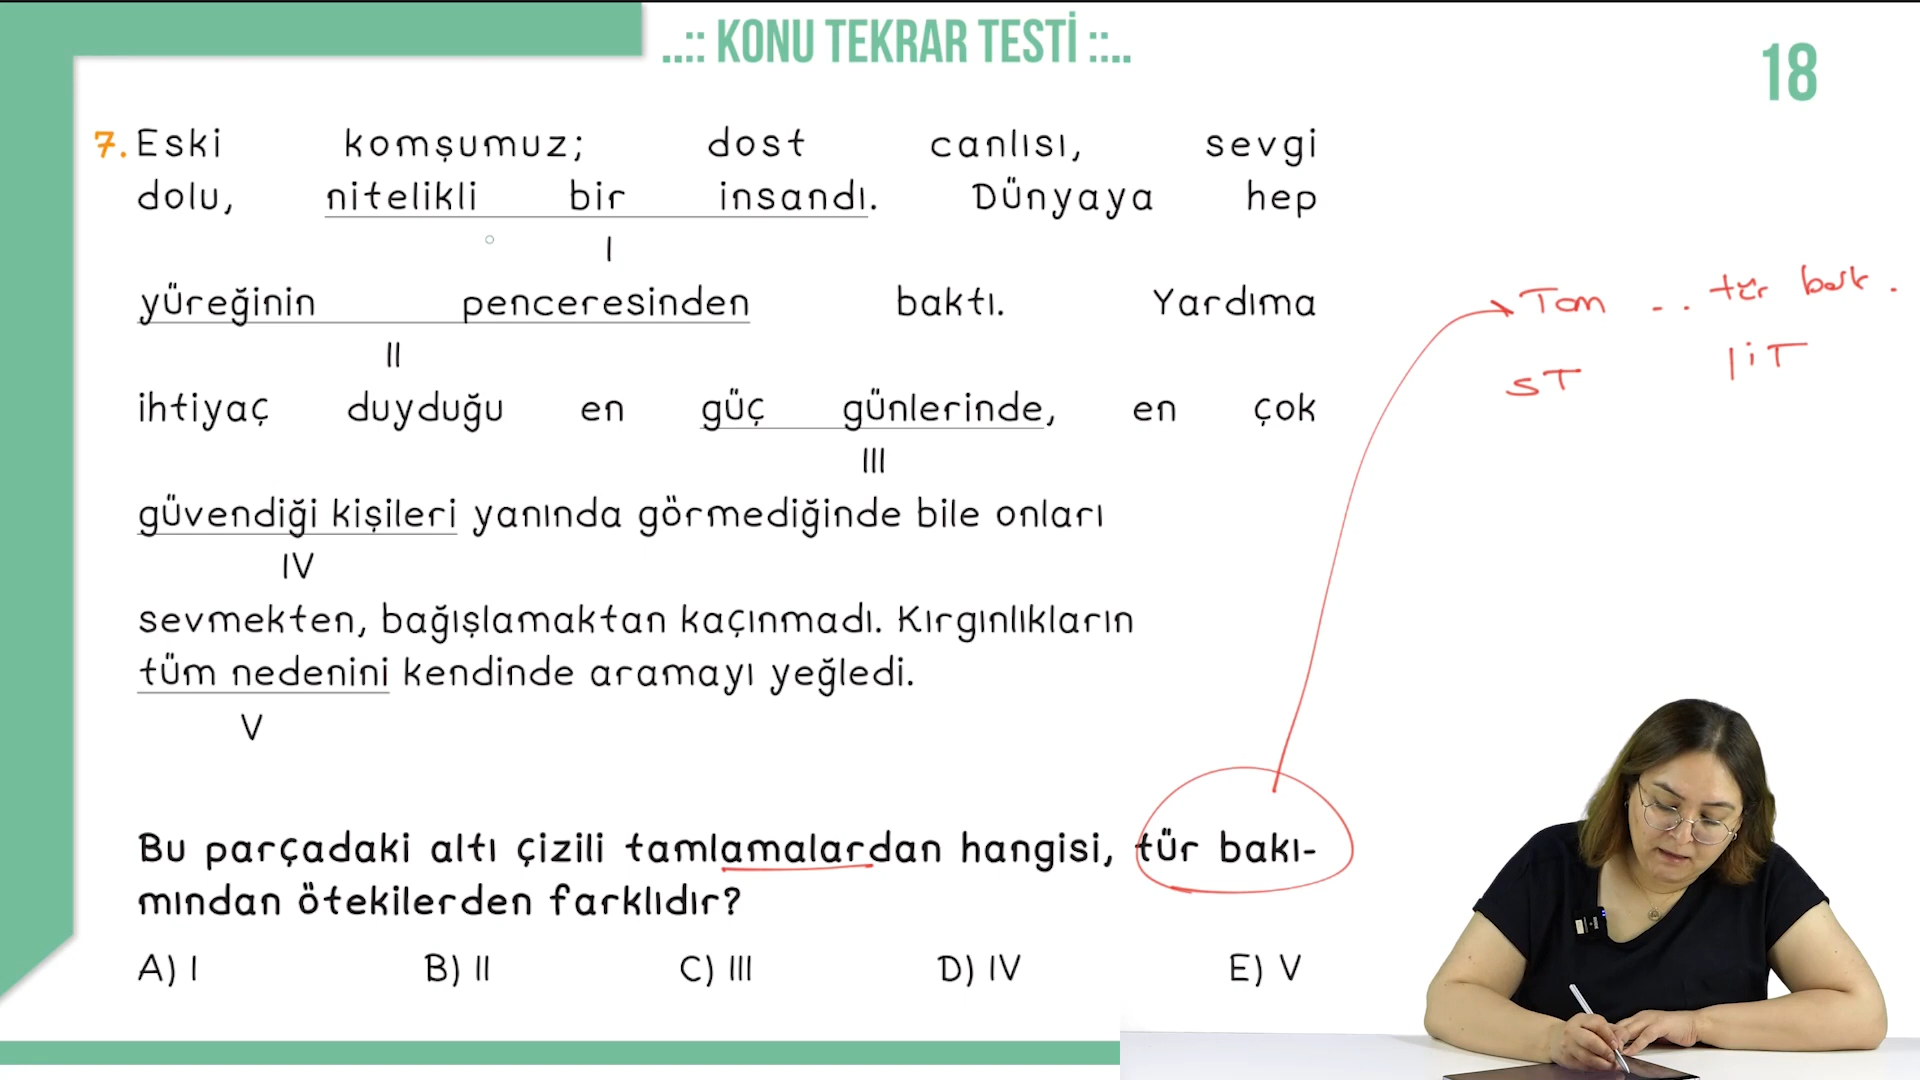 ..:: KONU TEKRAR TESTİ ::..
18
7. Eski komşumuz; dost canlısı, sevgi
dolu, nitelikli bir insandı. Dünyaya hep
I
yüreğinin penceresinden baktı. Yardıma
II
ihtiyaç duyduğu en güç günlerinde, en çok
III
güvendiği kişileri yanında görmediğinde bile onları
IV
sevmekten, bağışlamaktan kaçınmadı. Kırgınlıkların
tüm nedenini kendinde aramayı yeğledi.
V
Tam .. tür bak.
ST İT
Bu parçadaki altı çizili tamlamalardan hangisi, tür bakı-
mından ötekilerden farklıdır?
A) I B) II C) III D) IV E) V